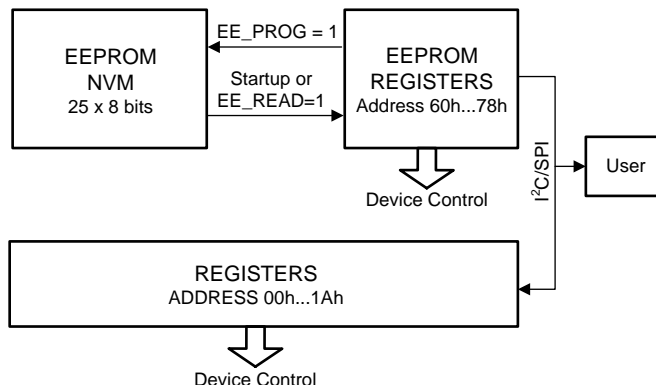 EEPROM
NVM
25 x 8 bits
EE_PROG = 1
Startup or
EE_READ=1
EEPROM
REGISTERS
Address 60h...78h
Device Control
I²C/SPI
User
REGISTERS
ADDRESS 00h...1Ah
Device Control